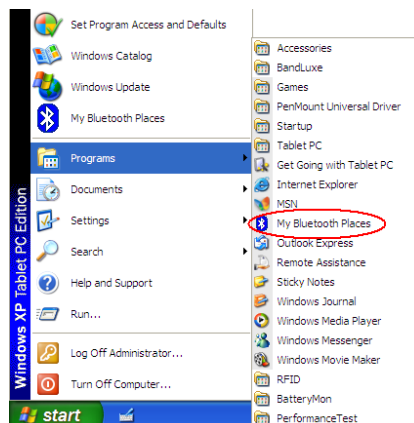 Set Program Access and Defaults
Windows Catalog
Windows Update
My Bluetooth Places
Programs
Documents
Settings
Search
Help and Support
Run...
Log Off Administrator...
Turn Off Computer...
Windows XP Tablet PC Edition
start
Accessories
BandLuxe
Games
PenMount Universal Driver
Startup
Tablet PC
Get Going with Tablet PC
Internet Explorer
MSN
My Bluetooth Places
Outlook Express
Remote Assistance
Sticky Notes
Windows Journal
Windows Media Player
Windows Messenger
Windows Movie Maker
RFID
BatteryMon
PerformanceTest